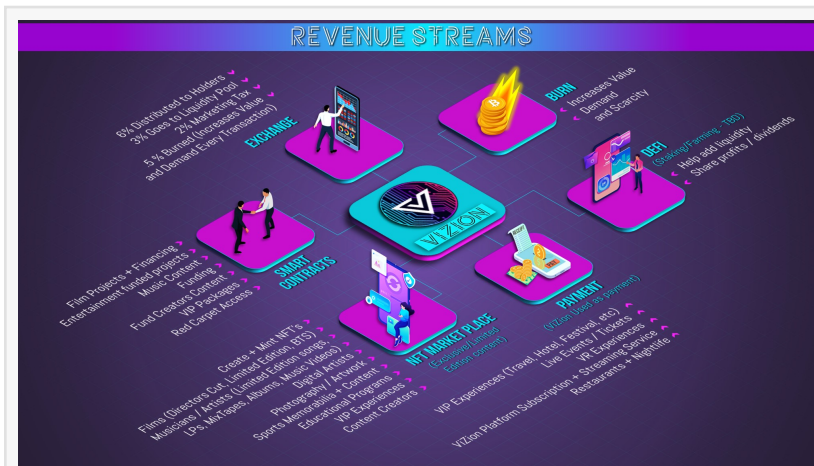 REVENUE STREAMS
6% Distributed to Holders
3% Goes to Liquidity Pool
2% Marketing Tax
.5 % Burned (Increases Value
and Demand Every Transaction)
EXCHANGE
BURN
Increases Value
Demand
and Scarcity
DEFI
(Staking/Farming -TBD)
Help add liquidity
Share profits / dividends
VIZION
SMART
CONTRACTS
Film Projects + Financing
Entertainment funded projects
Music Content
Funding
Fund Creators Content
VIP Packages
Red Carpet Access
NFT MARKET PLACE
(Exclusive/Limited
Edition content)
Create + Mint NFT's
Films (Directors Cut, Limited Edition, BTS)
Musicians / Artists (Limited Edition songs,
LPs, MixTapes, Albums, Music Videos)
Digital Artists
Photography / Artwork
Sports Memorabilia + Content
Educational Programs
VIP Experiences
Content Creators
PAYMENT
(ViZion Used as payment)
VIP Experiences (Travel, Hotel, Festival, etc)
Live Events / Tickets
VR Experiences
ViZion Platform Subscription + Streaming Service
Restaurants + Nightlife